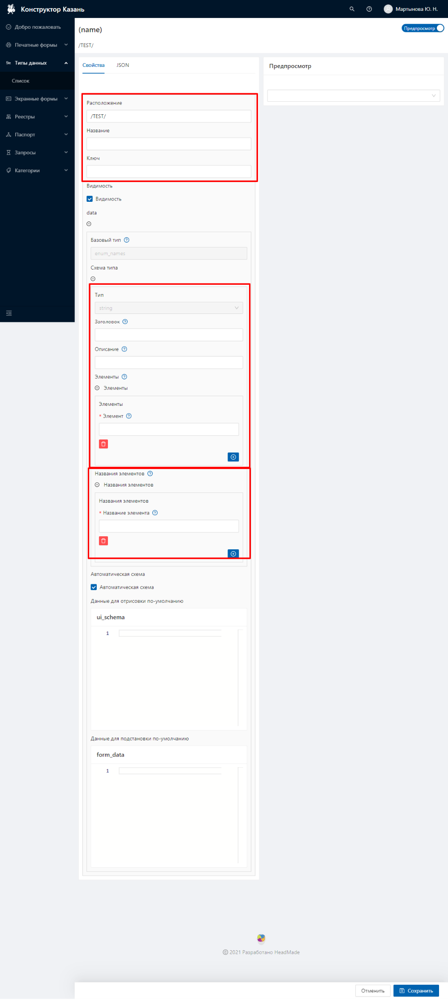 Конструктор Казань
Мартынова Ю. Н.
Добро пожаловать
Печатные формы
Str. Типы данных
Список
Экранные формы
Реестры
Паспорт
Запросы
Категории
(name)
Предпросмотр
/TEST/
Свойства JSON
Расположение
/TEST/
Название
Ключ
Видимость
Видимость
data
Базовый тип
enum_names
Схема типа
Тип
string
Заголовок
Описание
Элементы
Элементы
Элементы
* Элемент
Названия элементов
Названия элементов
Названия элементов
* Название элемента
Автоматическая схема
Автоматическая схема
Данные для отрисовки по-умолчанию
ui_schema
1
Данные для подстановки по-умолчанию
form_data
1
Предпросмотр
© 2021 Разработано HeadMade
Отменить
Сохранить